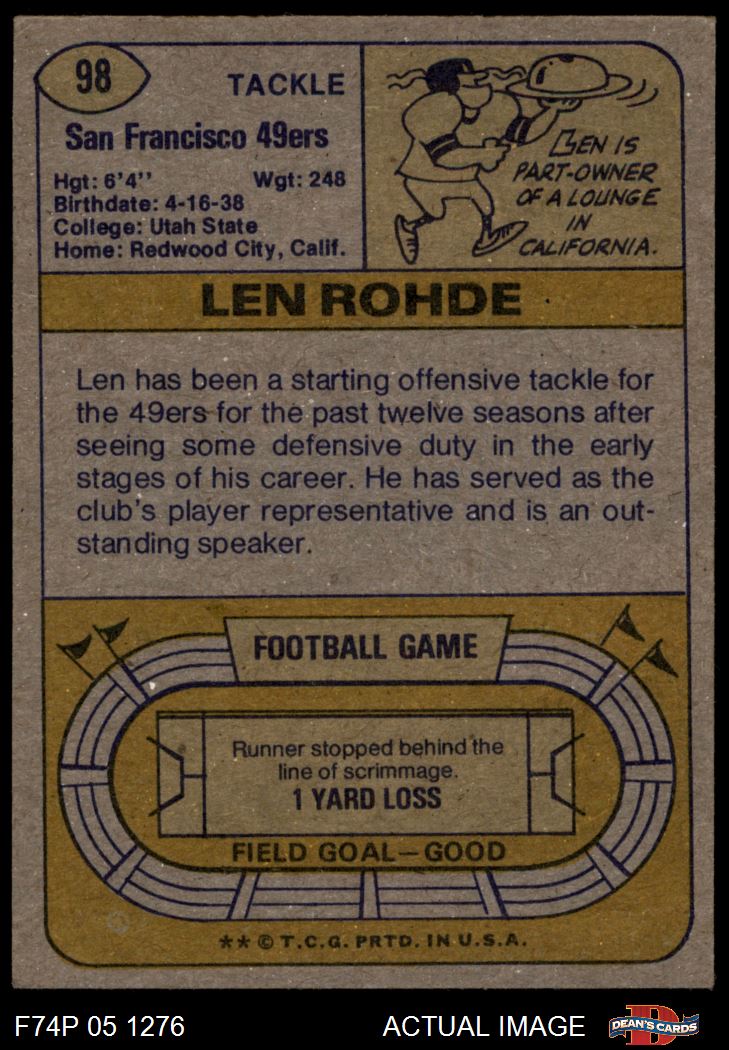 98
TACKLE
San Francisco 49ers
Hgt: 6'4'' Wgt: 248
Birthdate: 4-16-38
College: Utah State
Home: Redwood City, Calif.
LEN IS
PART-OWNER
OF A LOUNGE
IN
CALIFORNIA.
LEN ROHDE
Len has been a starting offensive tackle for
the 49ers for the past twelve seasons after
seeing some defensive duty in the early
stages of his career. He has served as the
club's player representative and is an out-
standing speaker.
FOOTBALL GAME
Runner stopped behind the
line of scrimmage.
1 YARD LOSS
FIELD GOAL—GOOD
** © T.C.G. PRTD. IN U.S.A.
F74P 05 1276 ACTUAL IMAGE
D
DEAN'S CARDS